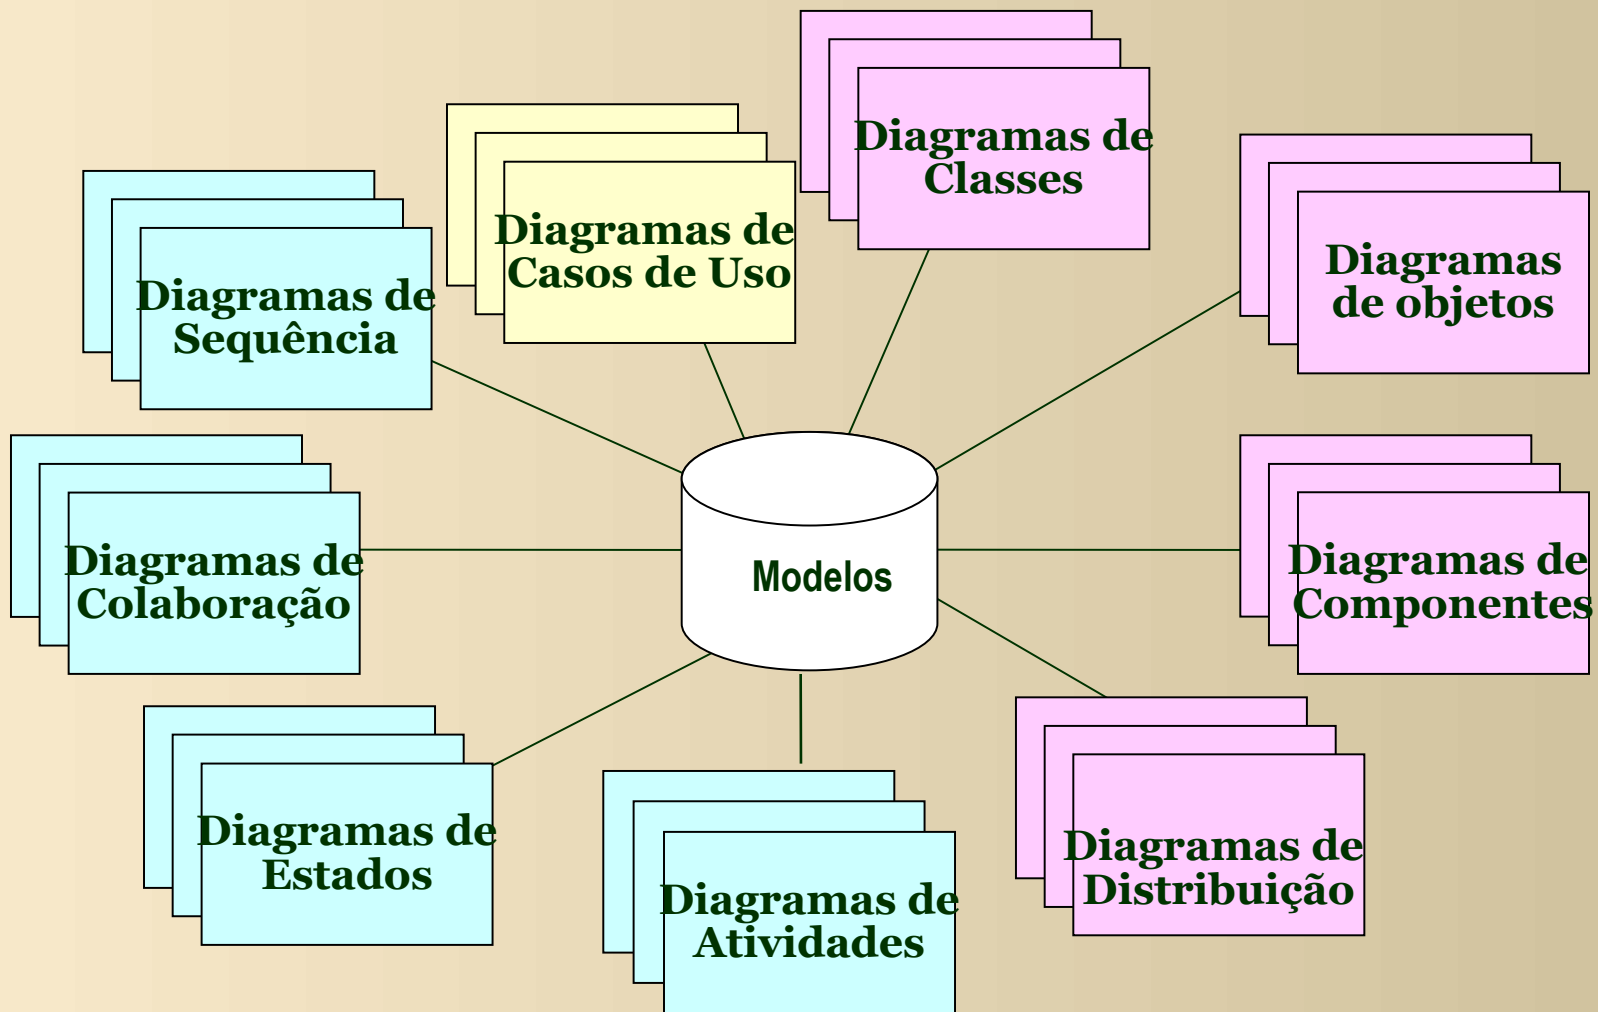 Diagramas de
Classes
Diagramas de
Casos de Uso
Diagramas
de objetos
Diagramas de
Sequência
Modelos
Diagramas de
Colaboração
Diagramas de
Componentes
Diagramas de
Estados
Diagramas de
Atividades
Diagramas de
Distribuição